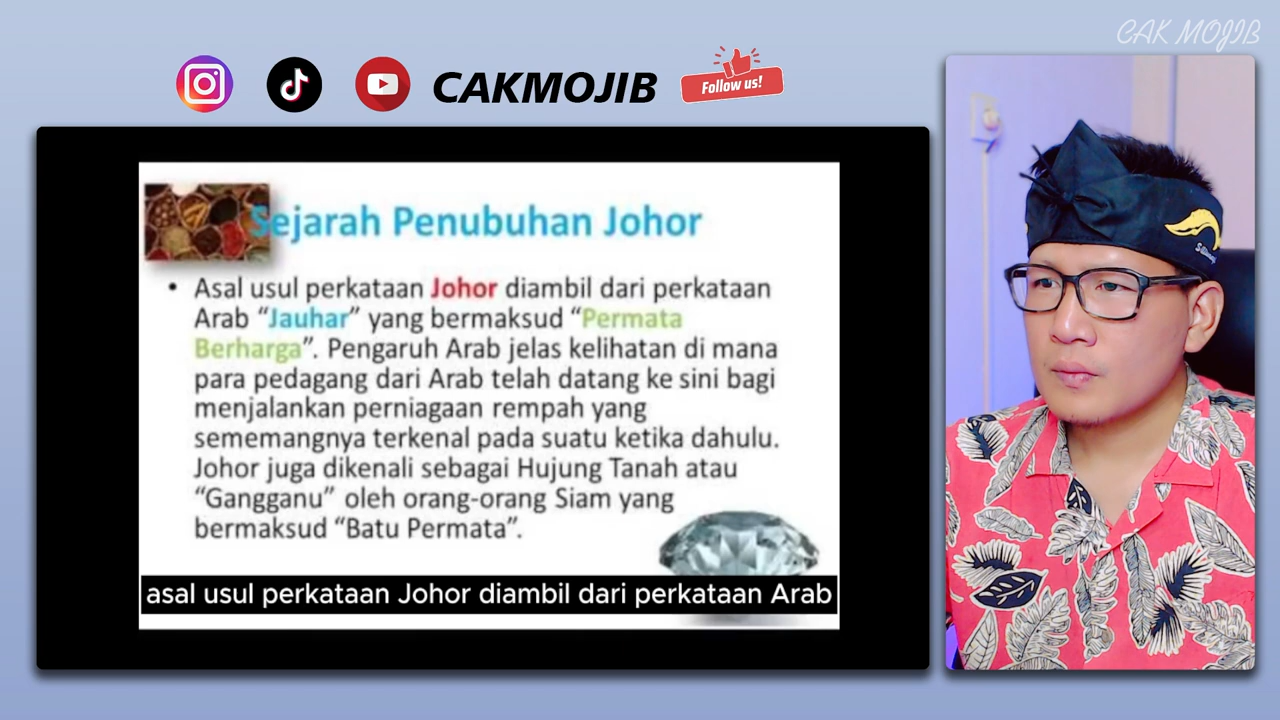 CAK MOJIB
CAKMOJIB
Follow us!
Sejarah Penubuhan Johor
• Asal usul perkataan Johor diambil dari perkataan
Arab “Jauhar” yang bermaksud “Permata
Berharga”. Pengaruh Arab jelas kelihatan di mana
para pedagang dari Arab telah datang ke sini bagi
menjalankan perniagaan rempah yang
sememangnya terkenal pada suatu ketika dahulu.
Johor juga dikenali sebagai Hujung Tanah atau
“Gangganu” oleh orang-orang Siam yang
bermaksud “Batu Permata”.
asal usul perkataan Johor diambil dari perkataan Arab